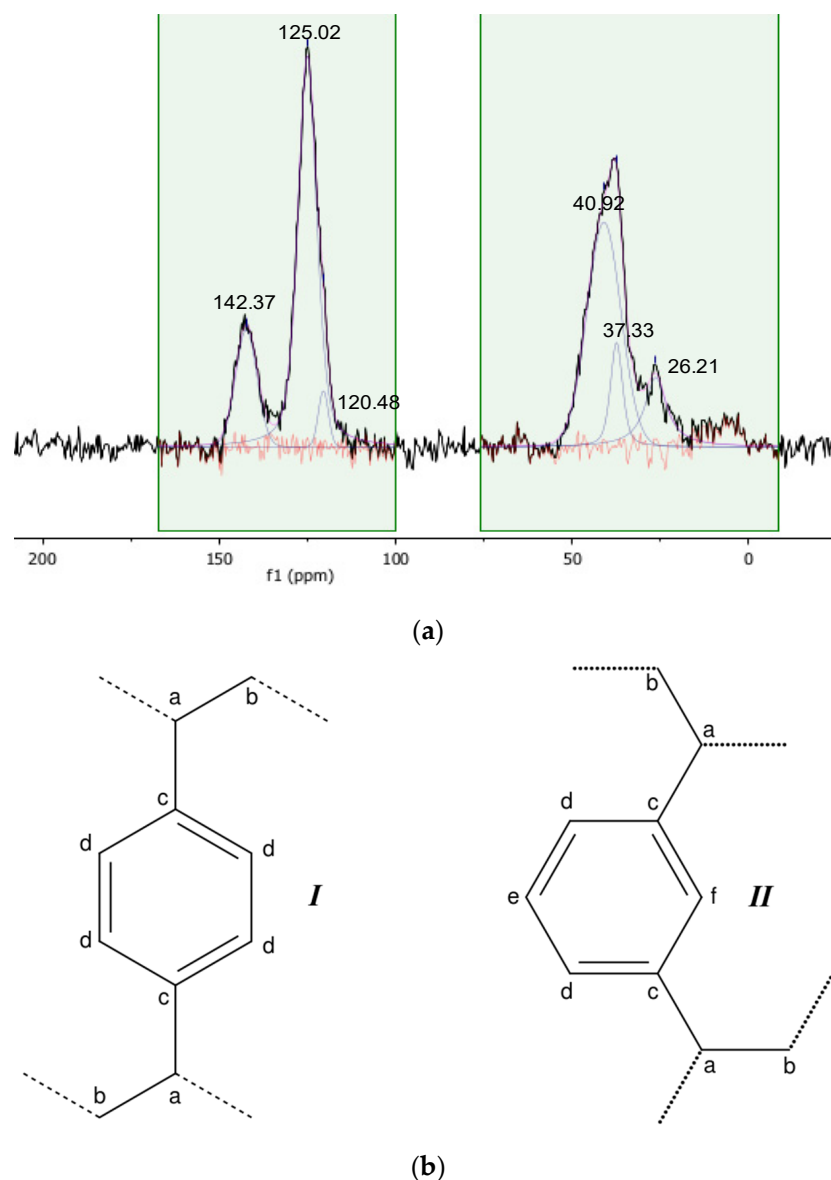 125.02
40.92
142.37
37.33
26.21
120.48
200 150 100 50 0
f1 (ppm)
(a)
b
a b
a
c d c
d d
I e f II
d d
d c
c
b a a b
(b)